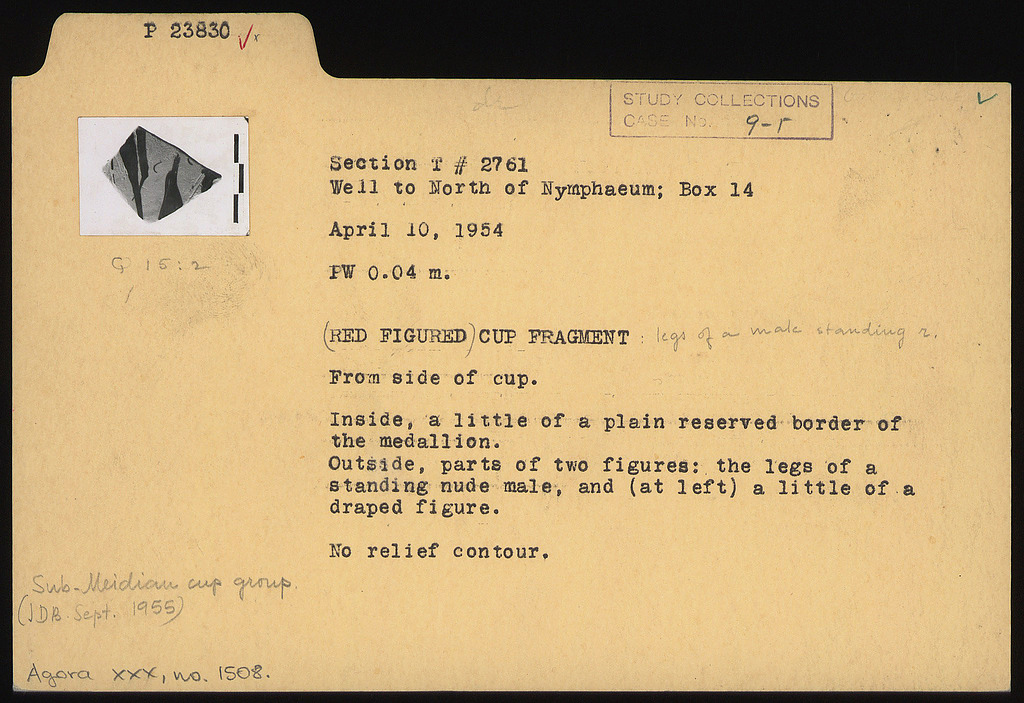 P 23830 ✓ x
STUDY COLLECTIONS
CASE No. 9-r
Section T # 2761
Well to North of Nymphaeum; Box 14
April 10, 1954
PW 0.04 m.
Q 15:2
(RED FIGURED) CUP FRAGMENT : legs of a male standing r.
From side of cup.
Inside, a little of a plain reserved border of
the medallion.
Outside, parts of two figures: the legs of a
standing nude male, and (at left) a little of a
draped figure.
No relief contour.
Sub-Meidian cup group.
(JDB. Sept. 1955)
Agora XXX, no. 1508.